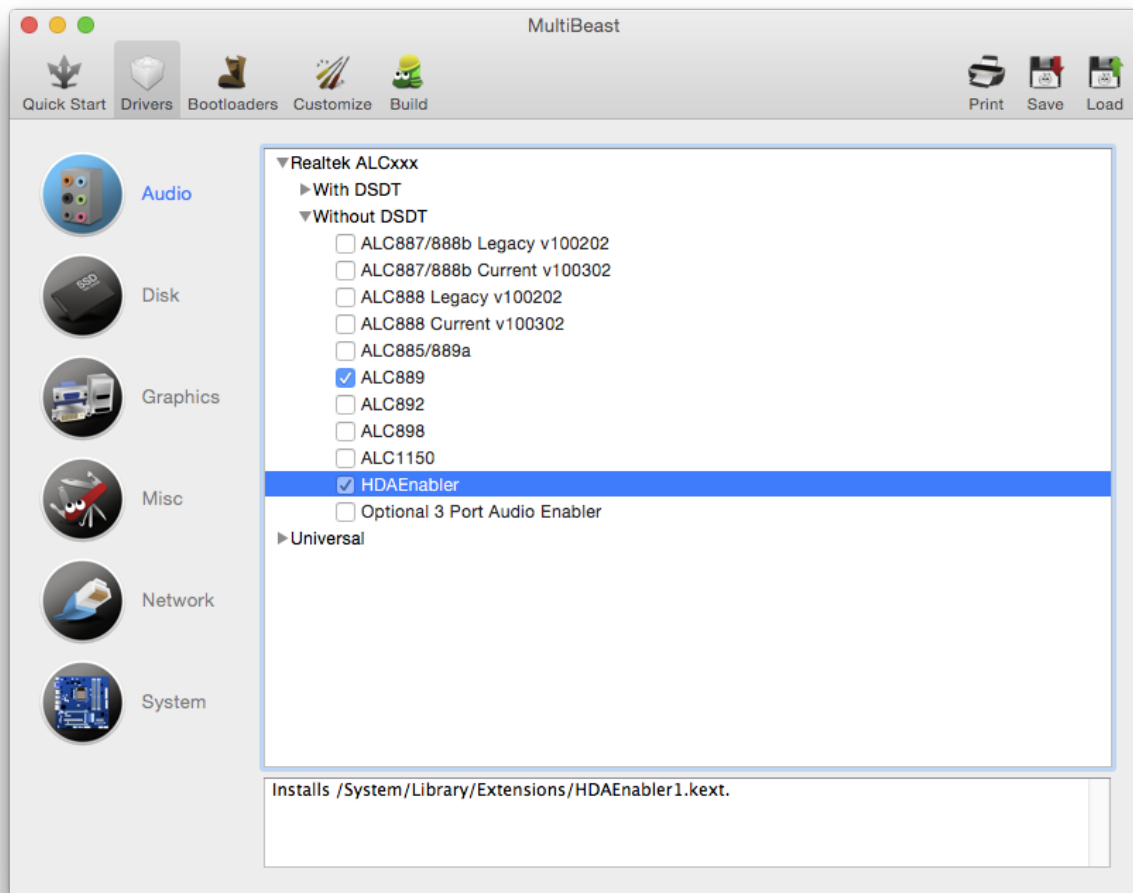 MultiBeast
Quick Start Drivers Bootloaders Customize Build Print Save Load
Audio
Disk
Graphics
Misc
Network
System
Realtek ALCxxx
With DSDT
Without DSDT
ALC887/888b Legacy v100202
ALC887/888b Current v100302
ALC888 Legacy v100202
ALC888 Current v100302
ALC885/889a
ALC889
ALC892
ALC898
ALC1150
HDAEnabler
Optional 3 Port Audio Enabler
Universal
Installs /System/Library/Extensions/HDAEnabler1.kext.